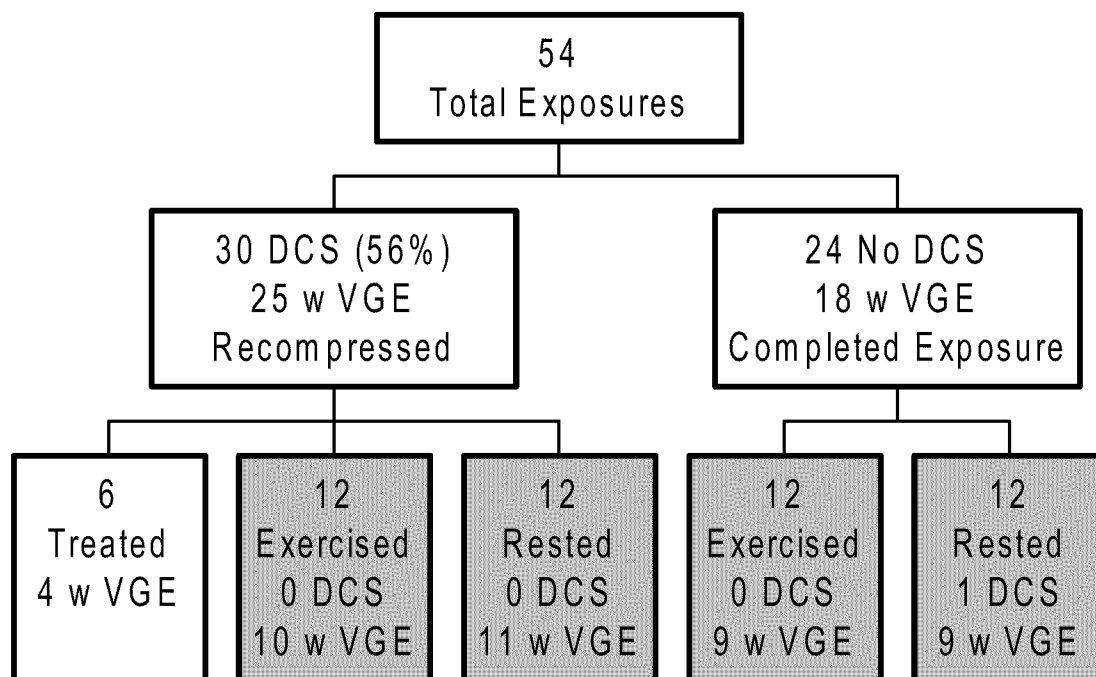 54
Total Exposures
30 DCS (56%)
25 w VGE
Recompressed
24 No DCS
18 w VGE
Completed Exposure
6
Treated
4 w VGE
12
Exercised
0 DCS
10 w VGE
12
Rested
0 DCS
11 w VGE
12
Exercised
0 DCS
9 w VGE
12
Rested
1 DCS
9 w VGE